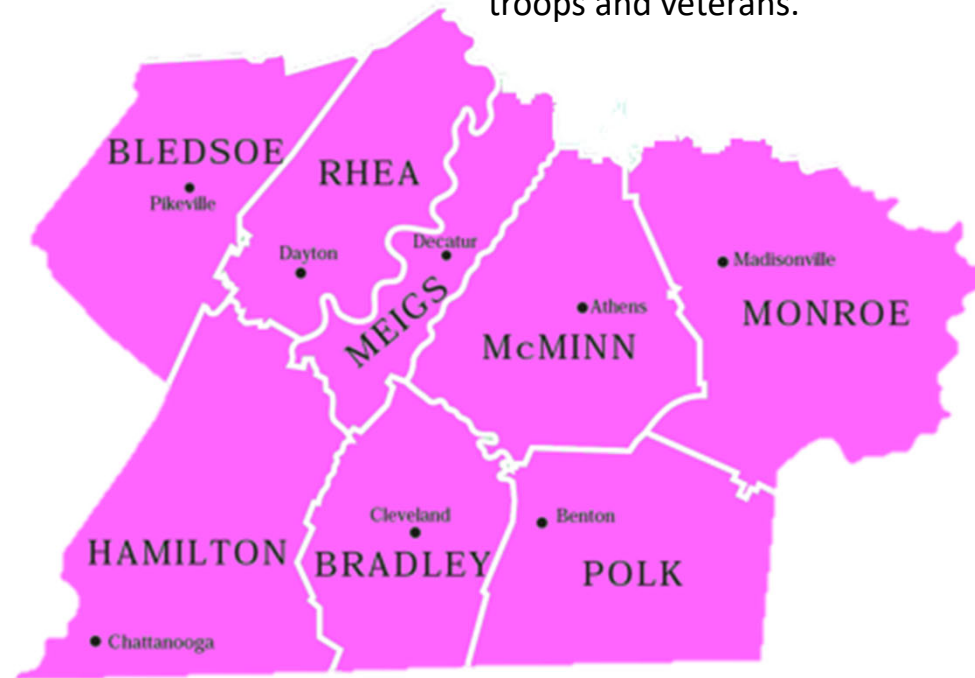 troops and veterans.
BLEDSOE
Pikeville
RHEA
Dayton
Decatur
MEIGS
Athens
McMINN
Madisonville
MONROE
HAMILTON
Chattanooga
Cleveland
BRADLEY
Benton
POLK